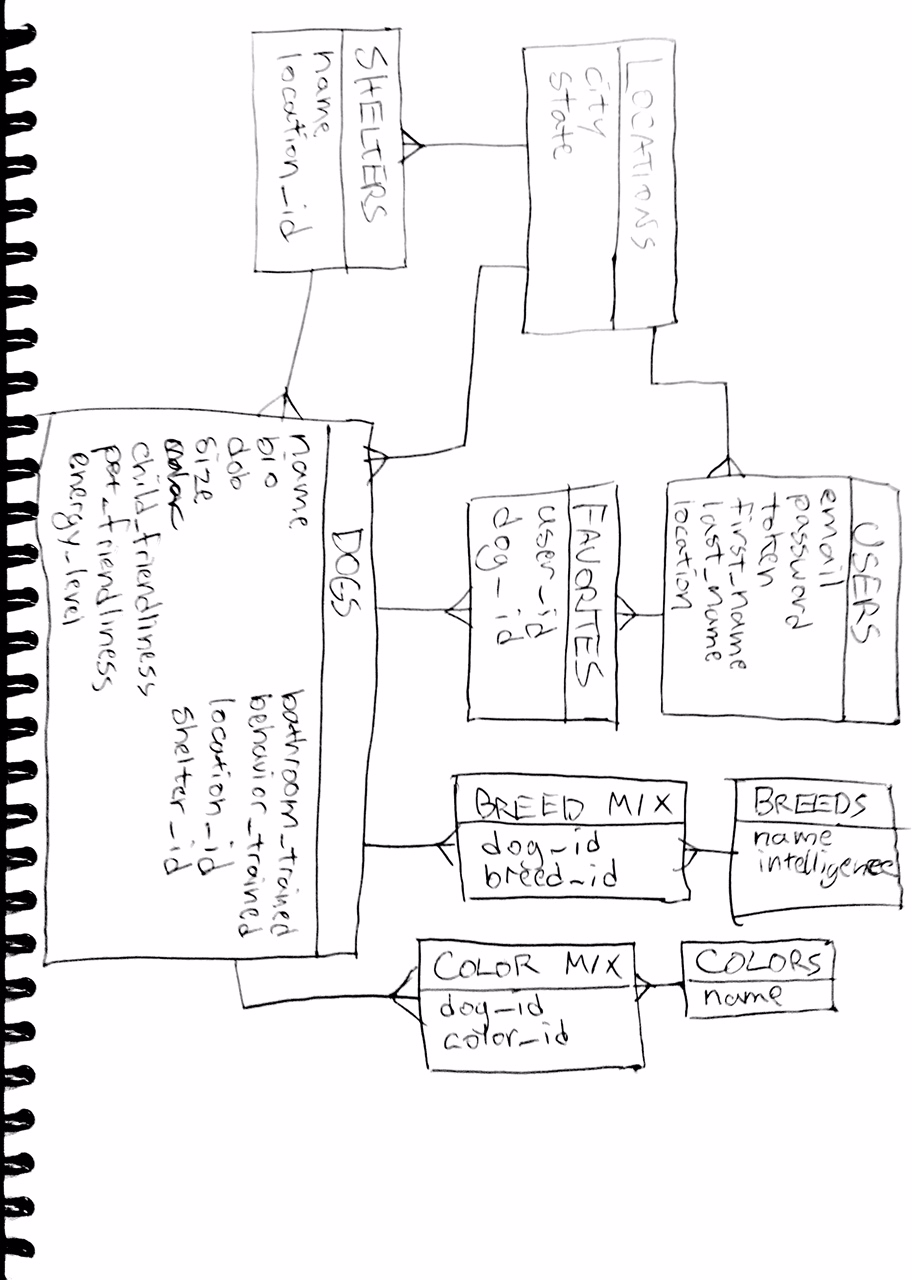 LOCATIONS
city
state
SHELTERS
name
location_id
USERS
email
password
token
first_name
last_name
location
FAVORITES
user_id
dog_id
DOGS
name
bio
dob
size
color
child_friendliness
pet_friendliness
energy_level
bathroom_trained
behavior_trained
location_id
shelter_id
BREED MIX
dog_id
breed_id
BREEDS
name
intelligence
COLOR MIX
dog_id
color_id
COLORS
name